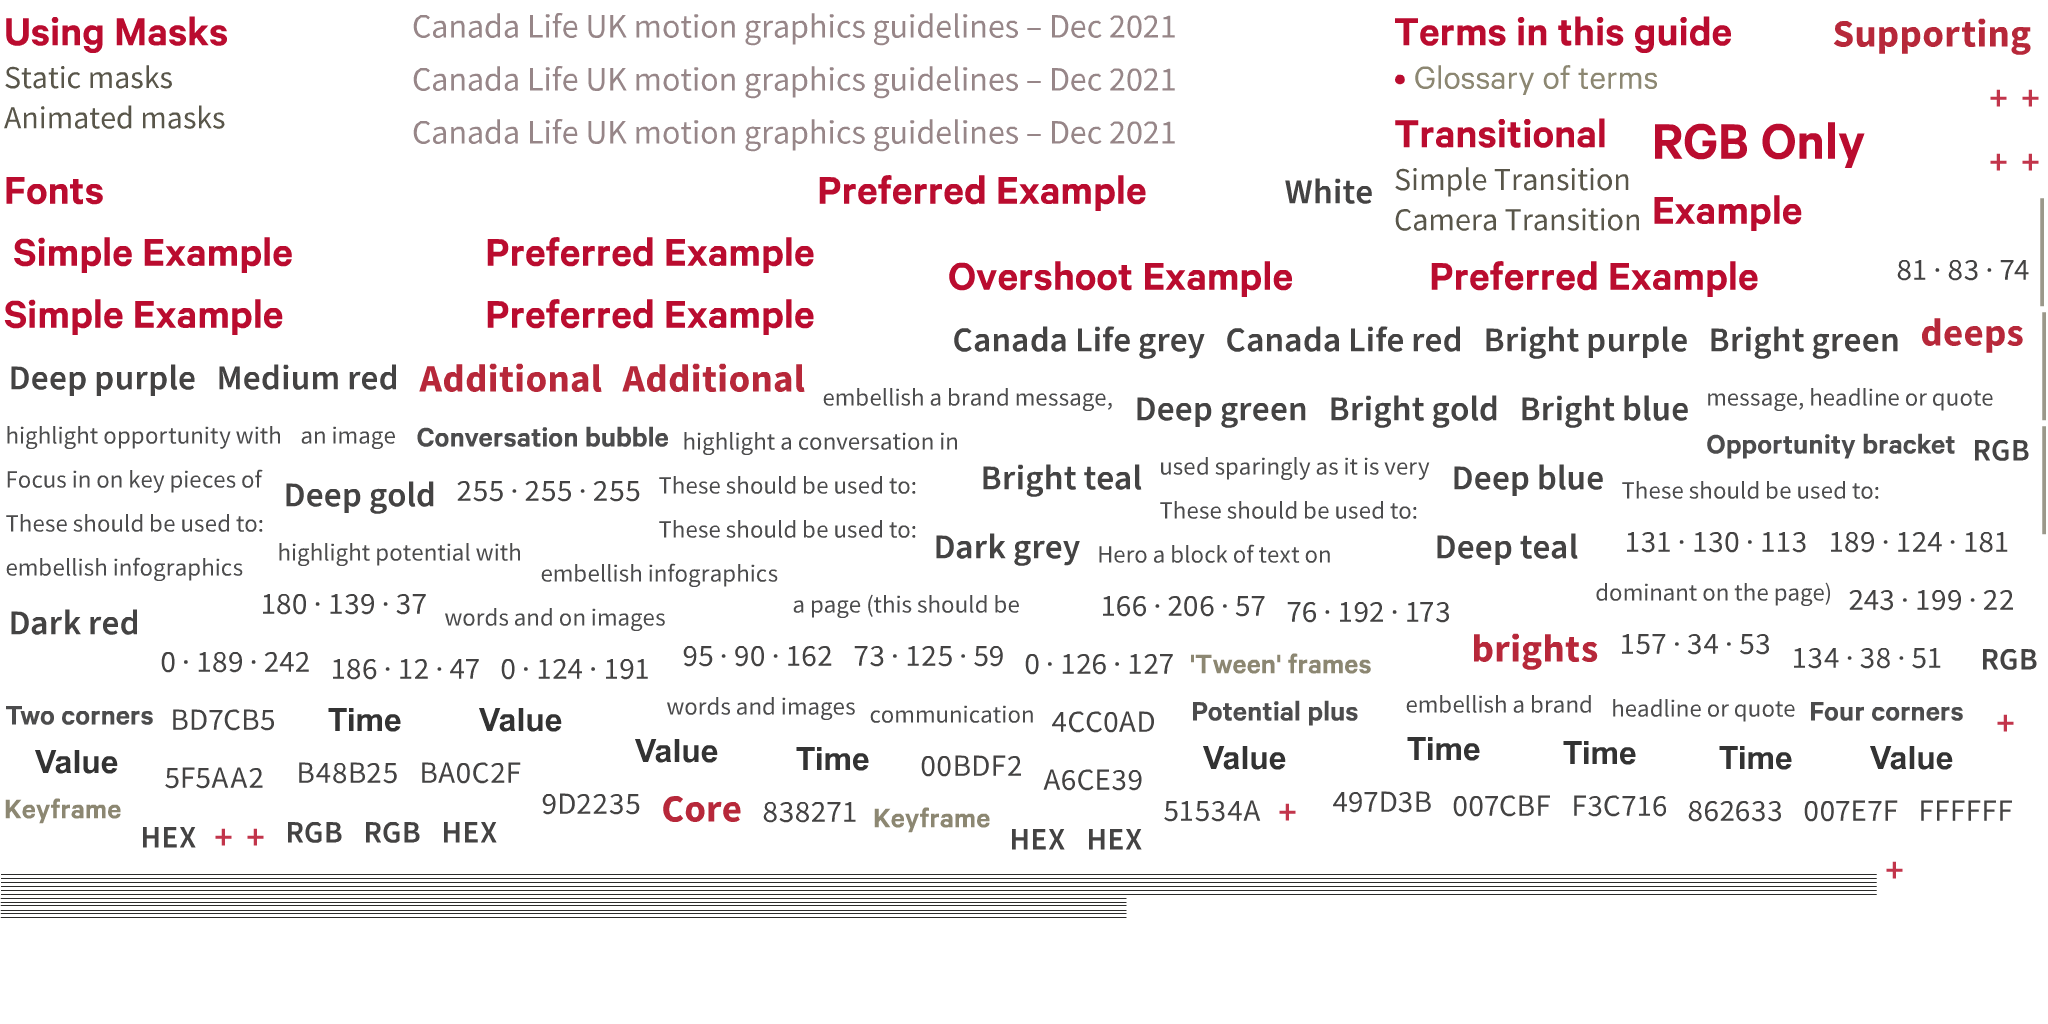 Using Masks
Static masks
Animated masks
Canada Life UK motion graphics guidelines – Dec 2021
Canada Life UK motion graphics guidelines – Dec 2021
Canada Life UK motion graphics guidelines – Dec 2021
Terms in this guide
• Glossary of terms
Supporting
+ +
+ +
Transitional
Simple Transition
Camera Transition
RGB Only
Example
Fonts
Preferred Example
White
Simple Example
Preferred Example
Overshoot Example
Preferred Example
81 · 83 · 74
Simple Example
Preferred Example
Canada Life grey
Canada Life red
Bright purple
Bright green
deeps
Deep purple
Medium red
Additional
Additional
embellish a brand message,
Deep green
Bright gold
Bright blue
message, headline or quote
highlight opportunity with
an image
Conversation bubble
highlight a conversation in
Opportunity bracket
RGB
Focus in on key pieces of
Deep gold
255 · 255 · 255
These should be used to:
Bright teal
used sparingly as it is very
Deep blue
These should be used to:
These should be used to:
These should be used to:
These should be used to:
highlight potential with
Dark grey
Hero a block of text on
Deep teal
131 · 130 · 113
189 · 124 · 181
embellish infographics
embellish infographics
180 · 139 · 37
words and on images
a page (this should be
166 · 206 · 57
76 · 192 · 173
dominant on the page)
243 · 199 · 22
Dark red
0 · 189 · 242
186 · 12 · 47
0 · 124 · 191
95 · 90 · 162
73 · 125 · 59
0 · 126 · 127
'Tween' frames
brights
157 · 34 · 53
134 · 38 · 51
RGB
Two corners
BD7CB5
Time
Value
words and images
communication
4CC0AD
Potential plus
embellish a brand
headline or quote
Four corners
+
Value
5F5AA2
B48B25
BA0C2F
Value
Time
00BDF2
A6CE39
Value
Time
Time
Time
Value
Keyframe
9D2235
Core
838271
Keyframe
51534A
+
497D3B
007CBF
F3C716
862633
007E7F
FFFFFF
HEX
+ +
RGB
RGB
HEX
HEX
HEX
+